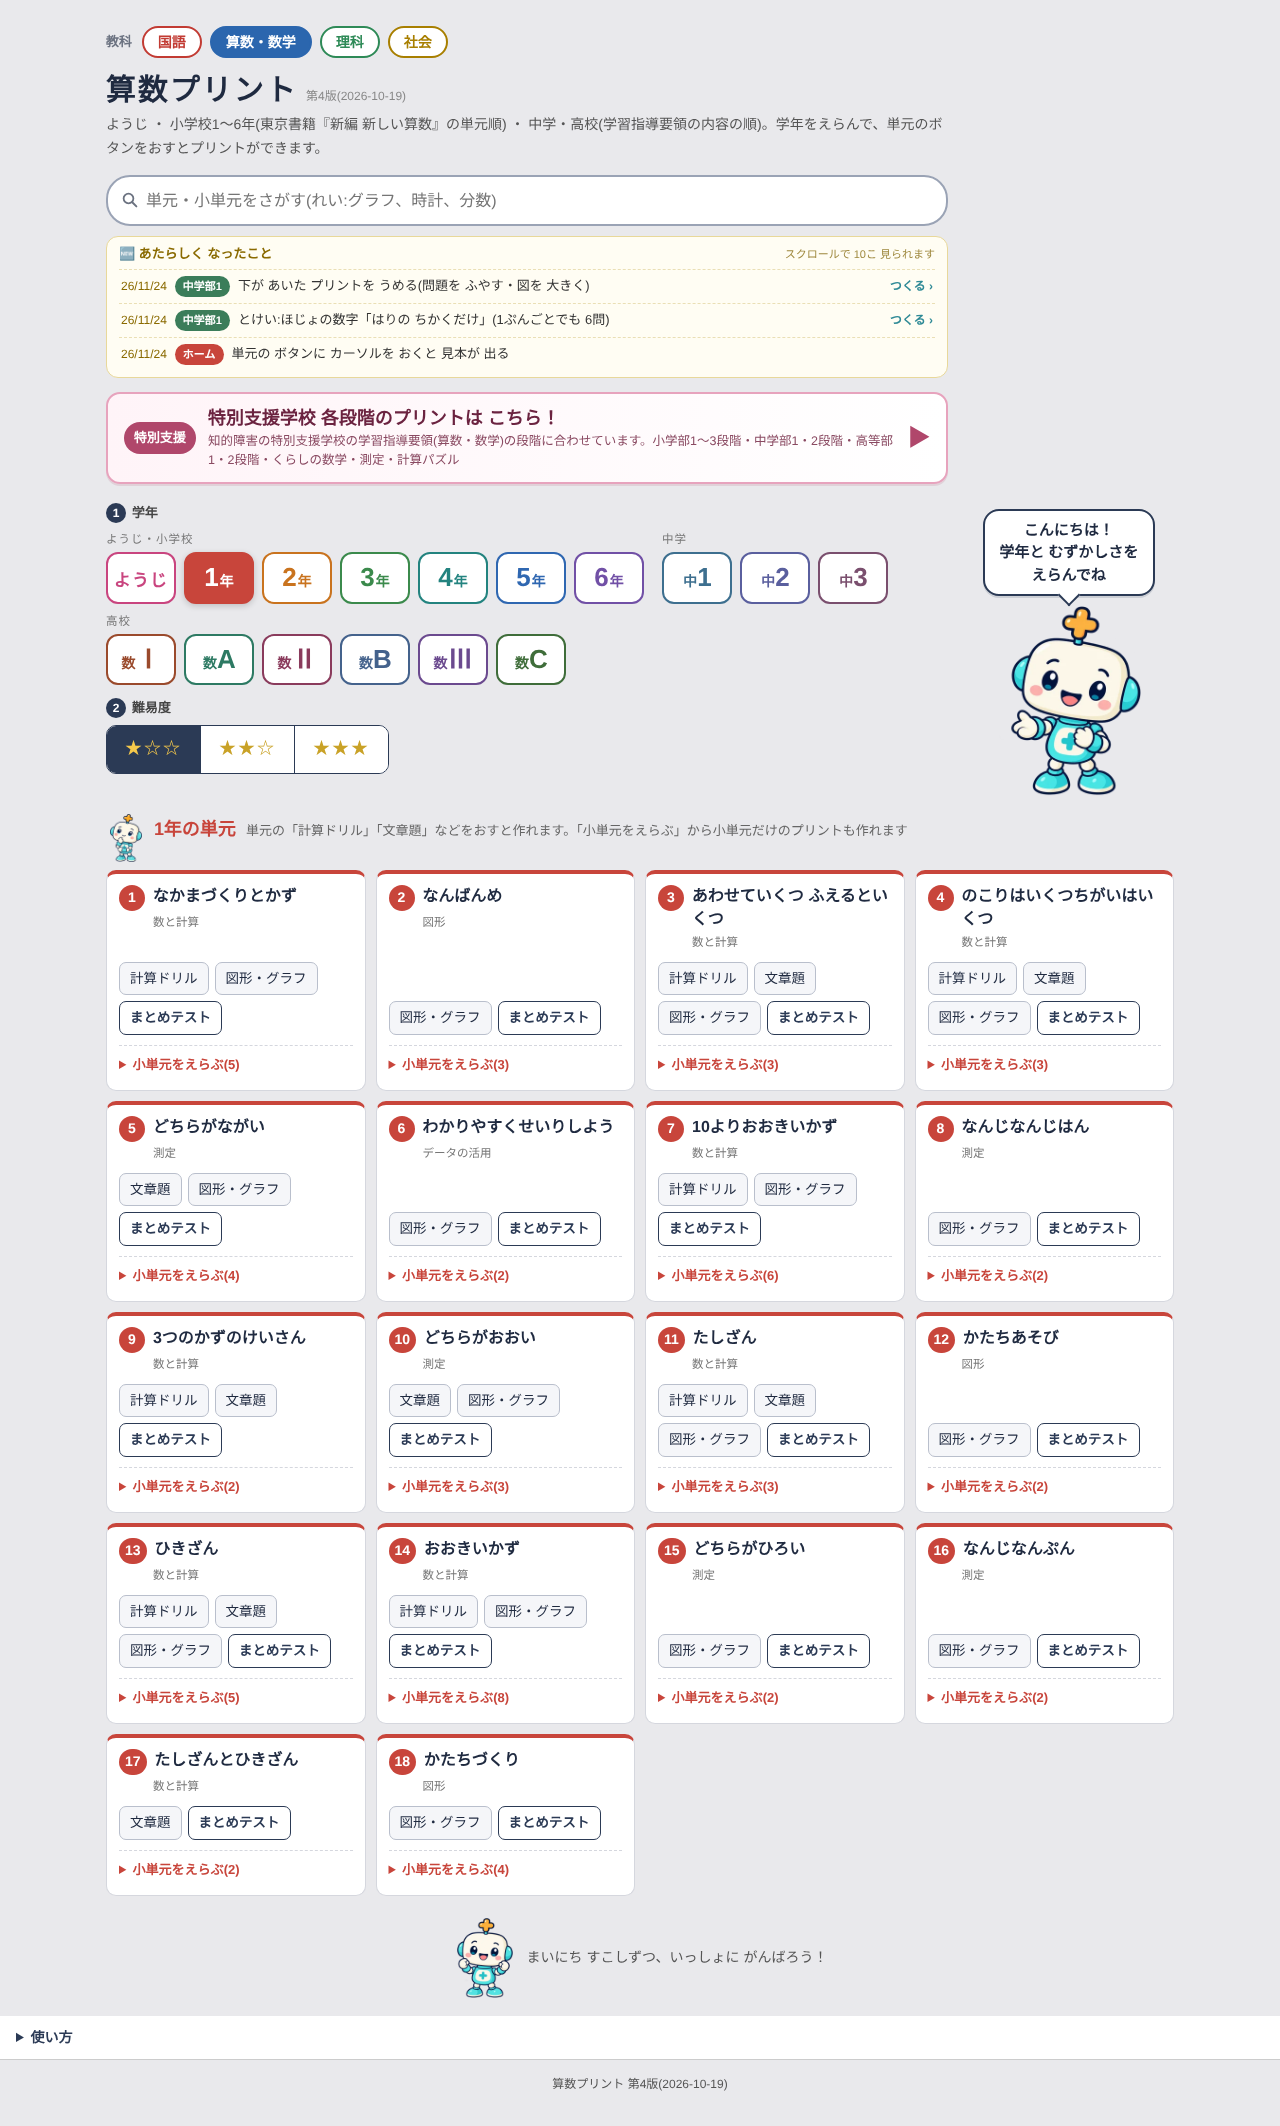 教科 国語 算数・数学 理科 社会
算数プリント 第4版(2026-10-19)
ようじ ・ 小学校1〜6年(東京書籍『新編 新しい算数』の単元順) ・ 中学・高校(学習指導要領の内容の順)。学年をえらんで、単元のボ
タンをおすとプリントができます。
単元・小単元をさがす(れい:グラフ、時計、分数)
NEW あたらしく なったこと スクロールで 10こ 見られます
26/11/24 中学部1 下が あいた プリントを うめる(問題を ふやす・図を 大きく) つくる ›
26/11/24 中学部1 とけい:ほじょの数字「はりの ちかくだけ」(1ぷんごとでも 6問) つくる ›
26/11/24 ホーム 単元の ボタンに カーソルを おくと 見本が 出る
特別支援 特別支援学校 各段階のプリントは こちら！
知的障害の特別支援学校の学習指導要領(算数・数学)の段階に合わせています。小学部1〜3段階・中学部1・2段階・高等部
1・2段階・くらしの数学・測定・計算パズル
▶
1 学年
ようじ・小学校 中学
ようじ 1年 2年 3年 4年 5年 6年 中1 中2 中3
高校
数Ⅰ 数A 数Ⅱ 数B 数Ⅲ 数C
2 難易度
★☆☆ ★★☆ ★★★
こんにちは！
学年と むずかしさを
えらんでね
1年の単元 単元の「計算ドリル」「文章題」などをおすと作れます。「小単元をえらぶ」から小単元だけのプリントも作れます
1 なかまづくりとかず
数と計算
計算ドリル 図形・グラフ
まとめテスト
▶ 小単元をえらぶ(5)
2 なんばんめ
図形
図形・グラフ まとめテスト
▶ 小単元をえらぶ(3)
3 あわせていくつ ふえるとい
くつ
数と計算
計算ドリル 文章題
図形・グラフ まとめテスト
▶ 小単元をえらぶ(3)
4 のこりはいくつちがいはい
くつ
数と計算
計算ドリル 文章題
図形・グラフ まとめテスト
▶ 小単元をえらぶ(3)
5 どちらがながい
測定
文章題 図形・グラフ
まとめテスト
▶ 小単元をえらぶ(4)
6 わかりやすくせいりしよう
データの活用
図形・グラフ まとめテスト
▶ 小単元をえらぶ(2)
7 10よりおおきいかず
数と計算
計算ドリル 図形・グラフ
まとめテスト
▶ 小単元をえらぶ(6)
8 なんじなんじはん
測定
図形・グラフ まとめテスト
▶ 小単元をえらぶ(2)
9 3つのかずのけいさん
数と計算
計算ドリル 文章題
まとめテスト
▶ 小単元をえらぶ(2)
10 どちらがおおい
測定
文章題 図形・グラフ
まとめテスト
▶ 小単元をえらぶ(3)
11 たしざん
数と計算
計算ドリル 文章題
図形・グラフ まとめテスト
▶ 小単元をえらぶ(3)
12 かたちあそび
図形
図形・グラフ まとめテスト
▶ 小単元をえらぶ(2)
13 ひきざん
数と計算
計算ドリル 文章題
図形・グラフ まとめテスト
▶ 小単元をえらぶ(5)
14 おおきいかず
数と計算
計算ドリル 図形・グラフ
まとめテスト
▶ 小単元をえらぶ(8)
15 どちらがひろい
測定
図形・グラフ まとめテスト
▶ 小単元をえらぶ(2)
16 なんじなんぷん
測定
図形・グラフ まとめテスト
▶ 小単元をえらぶ(2)
17 たしざんとひきざん
数と計算
文章題 まとめテスト
▶ 小単元をえらぶ(2)
18 かたちづくり
図形
図形・グラフ まとめテスト
▶ 小単元をえらぶ(4)
まいにち すこしずつ、いっしょに がんばろう！
▶ 使い方
算数プリント 第4版(2026-10-19)